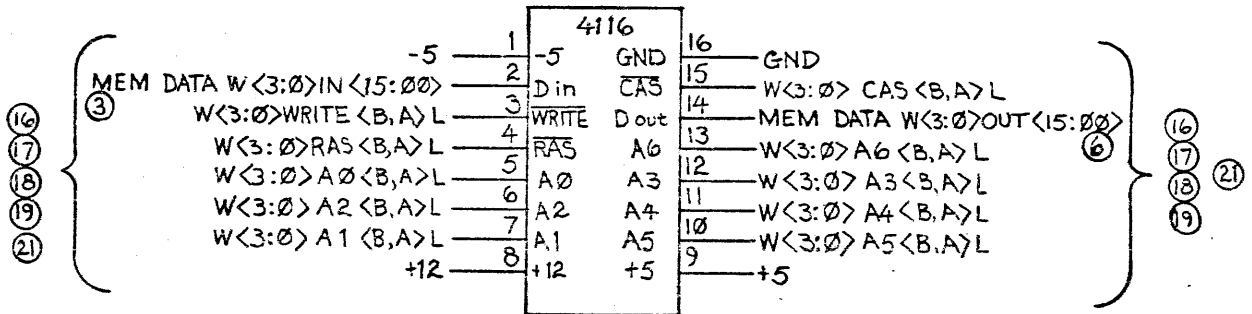 4116
-5 1 -5 GND 16 GND
MEM DATA W<3:Ø>IN<15:ØØ> 2 Din CAS 15 W<3:Ø> CAS<B,A>L
③
W<3:Ø>WRITE<B,A>L 3 WRITE Dout 14 MEM DATA W<3:Ø>OUT<15:ØØ>
⑥
W<3:Ø>RAS<B,A>L 4 RAS A6 13 W<3:Ø>A6<B,A>L
W<3:Ø>AØ<B,A>L 5 AØ A3 12 W<3:Ø>A3<B,A>L
W<3:Ø>A2<B,A>L 6 A2 A4 11 W<3:Ø>A4<B,A>L
W<3:Ø>A1<B,A>L 7 A1 A5 10 W<3:Ø>A5<B,A>L
+12 8 +12 +5 9 +5
⑯
⑰
⑱
⑲
㉑
⑯
⑰
⑱
⑲
㉑